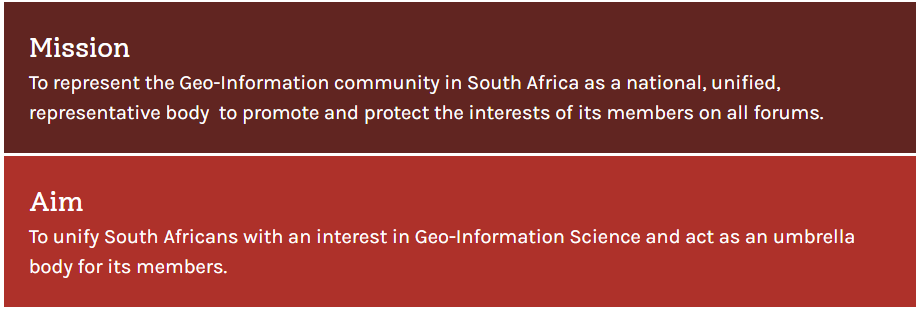 Mission
To represent the Geo-Information community in South Africa as a national, unified,
representative body  to promote and protect the interests of its members on all forums.
Aim
To unify South Africans with an interest in Geo-Information Science and act as an umbrella
body for its members.